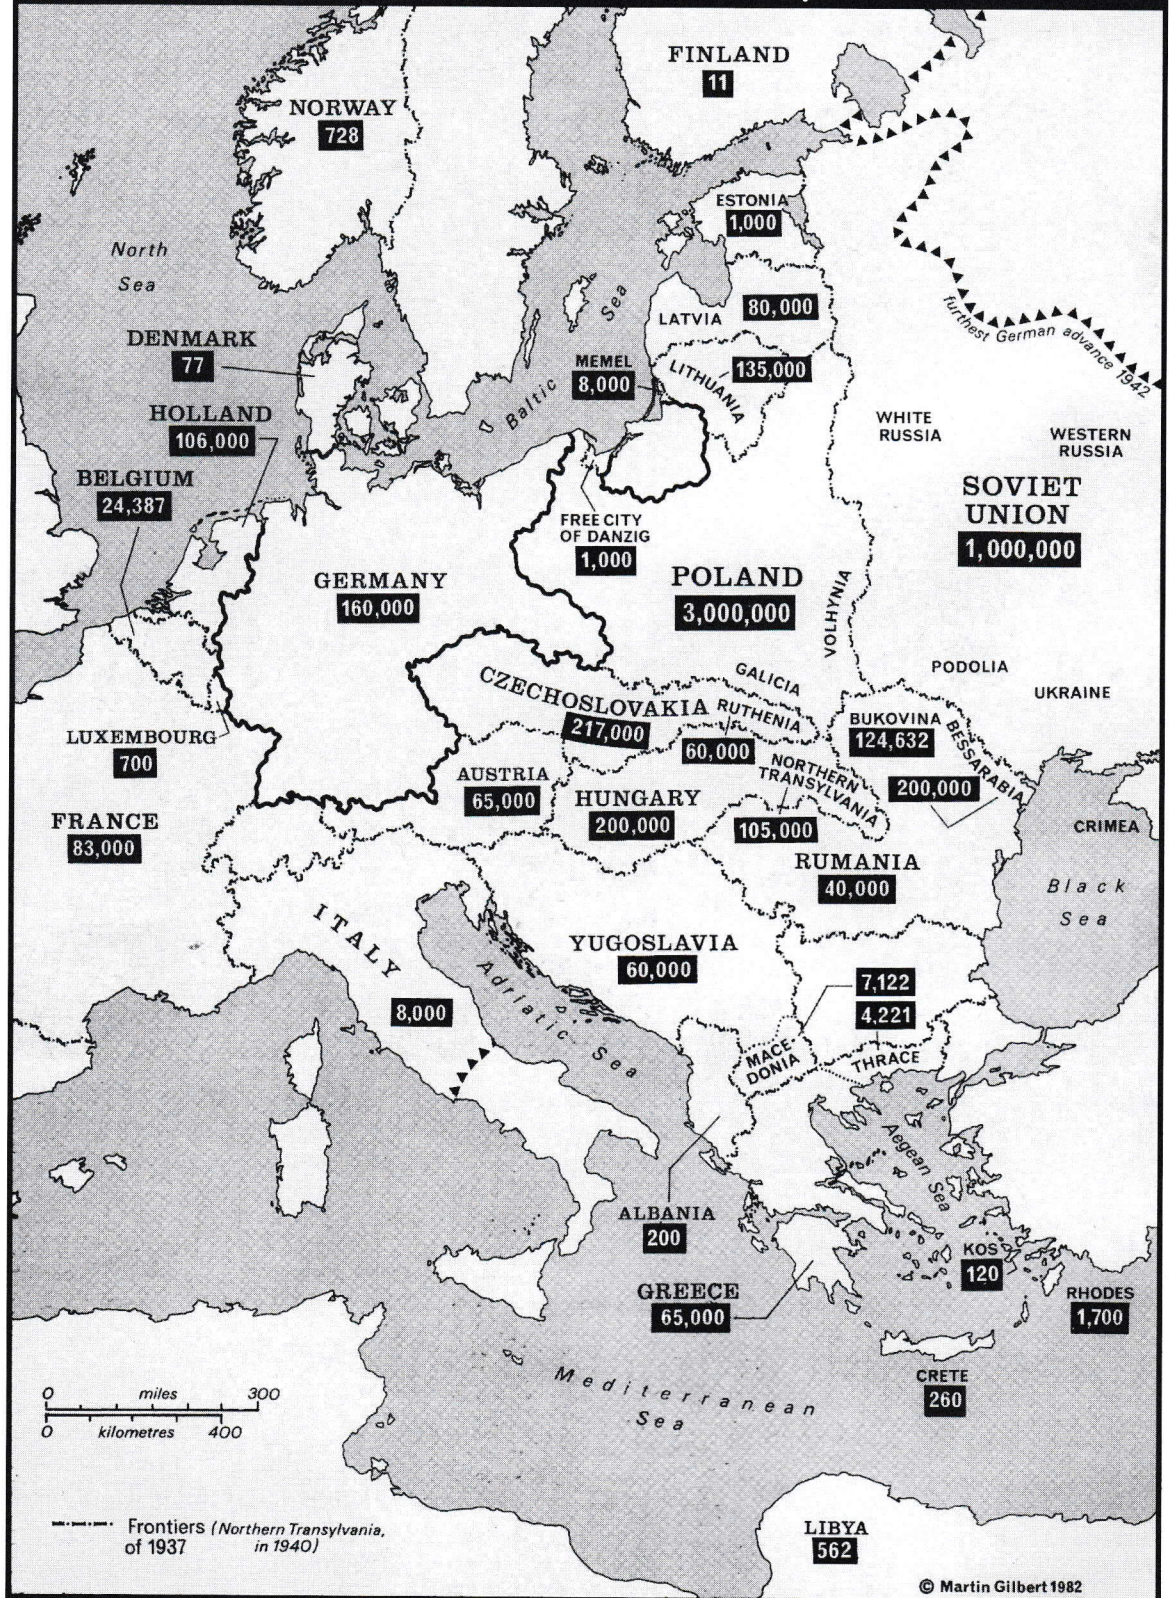 FINLAND
11
NORWAY
728
ESTONIA
1,000
North
Sea
LATVIA
80,000
Baltic Sea
furthest German advance 1942
DENMARK
77
MEMEL
8,000
LITHUANIA
135,000
HOLLAND
106,000
WHITE
RUSSIA
WESTERN
RUSSIA
BELGIUM
24,387
SOVIET
UNION
1,000,000
FREE CITY
OF DANZIG
1,000
GERMANY
160,000
POLAND
3,000,000
VOLHYNIA
GALICIA
PODOLIA
UKRAINE
CZECHOSLOVAKIA
217,000
RUTHENIA
60,000
BUKOVINA
124,632
BESSARABIA
200,000
LUXEMBOURG
700
AUSTRIA
65,000
HUNGARY
200,000
NORTHERN
TRANSYLVANIA
105,000
FRANCE
83,000
CRIMEA
RUMANIA
40,000
Black
Sea
ITALY
8,000
YUGOSLAVIA
60,000
Adriatic Sea
7,122
4,221
MACE-
DONIA
THRACE
Aegean Sea
ALBANIA
200
KOS
120
GREECE
65,000
RHODES
1,700
CRETE
260
Mediterranean
Sea
0 miles 300
0 kilometres 400
Frontiers (Northern Transylvania,
of 1937 in 1940)
LIBYA
562
© Martin Gilbert 1982